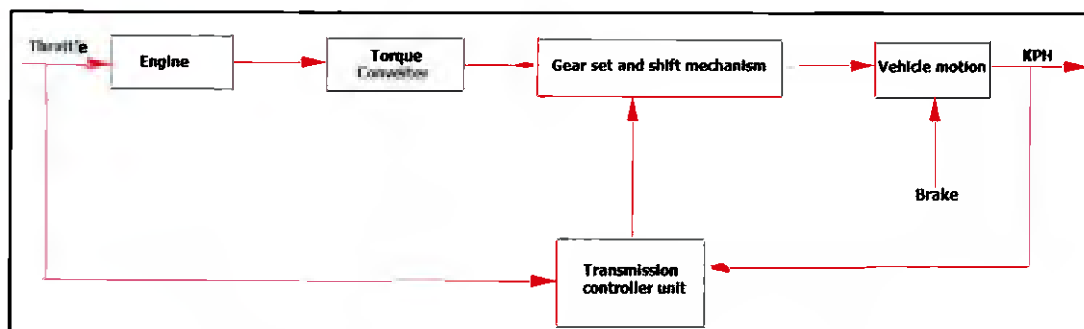 Throttle
Engine
Torque
Converter
Gear set and shift mechanism
Vehicle motion
KPH
Brake
Transmission
controller unit